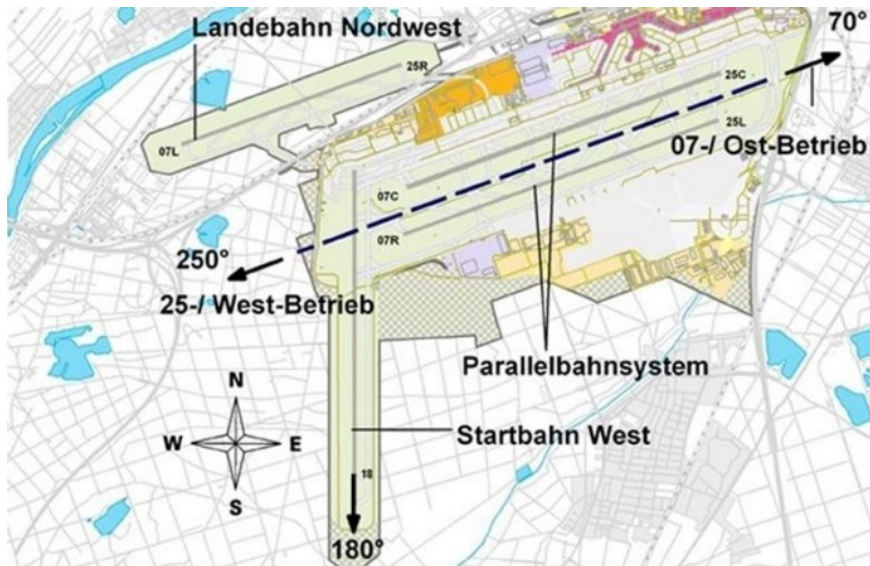 Landebahn Nordwest
70°
25R
25C
07L
25L
07-/ Ost-Betrieb
07C
07R
250°
25-/ West-Betrieb
Parallelbahnsystem
N
W
E
S
Startbahn West
18
180°